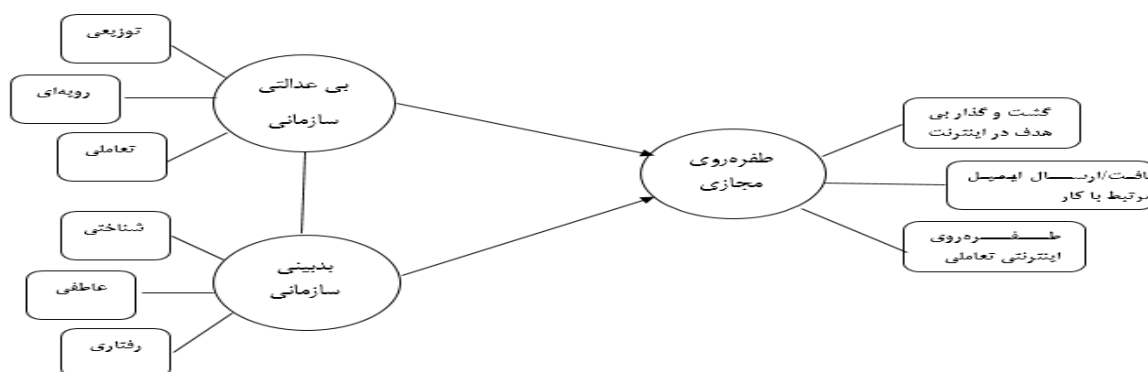 توزیعی
رویه‌ای
تعاملی
بی عدالتی
سازمانی
شناختی
عاطفی
رفتاری
بدبینی
سازمانی
طفره‌روی
مجازی
گشت و گذار بی
هدف در اینترنت
ارسال ایمیل
مرتبط با کار
طفره‌روی
اینترنتی تعاملی